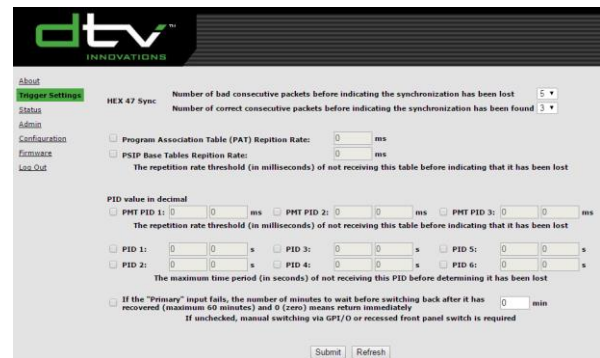 dtv™
INNOVATIONS
About
Trigger Settings
Status
Admin
Configuration
Firmware
Log Out
HEX 47 Sync
Number of bad consecutive packets before indicating the synchronization has been lost 5
Number of correct consecutive packets before indicating the synchronization has been found 3
Program Association Table (PAT) Repition Rate: 0 ms
PSIP Base Tables Repition Rate: 0 ms
The repetition rate threshold (in milliseconds) of not receiving this table before indicating that it has been lost
PID value in decimal
PMT PID 1: 0 0 ms PMT PID 2: 0 0 ms PMT PID 3: 0 0 ms
The repetition rate threshold (in milliseconds) of not receiving this table before indicating that it has been lost
PID 1: 0 0 s PID 3: 0 0 s PID 5: 0 0 s
PID 2: 0 0 s PID 4: 0 0 s PID 6: 0 0 s
The maximum time period (in seconds) of not receiving this PID before determining it has been lost
If the "Primary" input fails, the number of minutes to wait before switching back after it has
recovered (maximum 60 minutes) and 0 (zero) means return immediately 0 min
If unchecked, manual switching via GPI/O or recessed front panel switch is required
Submit Refresh